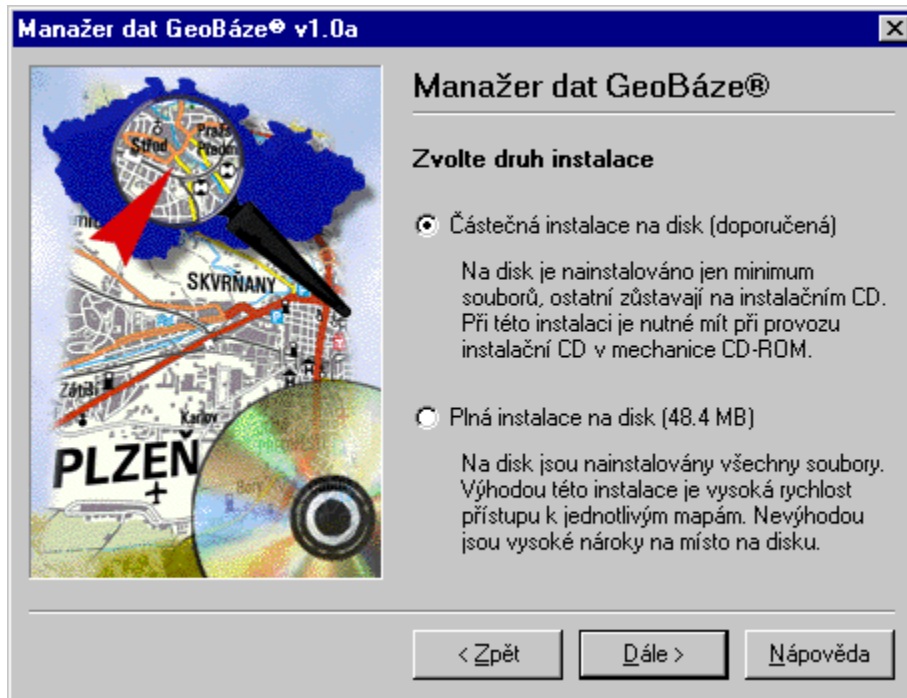 Manažer dat GeoBáze® v1.0a
Manažer dat GeoBáze®
Zvolte druh instalace
Částečná instalace na disk (doporučená)
Na disk je nainstalováno jen minimum
souborů, ostatní zůstavají na instalačním CD.
Při této instalaci je nutné mít při provozu
instalační CD v mechanice CD-ROM.
Plná instalace na disk (48.4 MB)
Na disk jsou nainstalovány všechny soubory.
Výhodou této instalace je vysoká rychlost
přístupu k jednotlivým mapám. Nevýhodou
jsou vysoké nároky na místo na disku.
Střed
SKVRŇANY
Zátiší
Karlov
PLZEŇ
Bory
< Zpět
Dále >
Nápověda